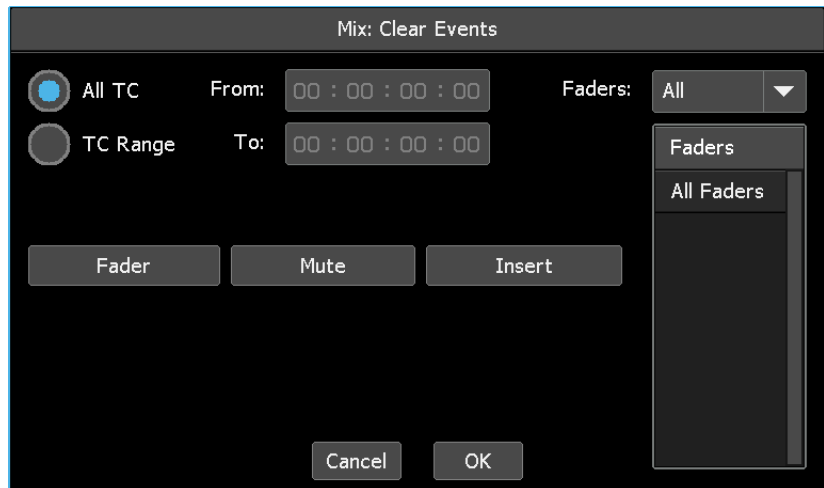 Mix: Clear Events
All TC From: 00 : 00 : 00 : 00 Faders: All
TC Range To: 00 : 00 : 00 : 00
Faders
All Faders
Fader Mute Insert
Cancel OK